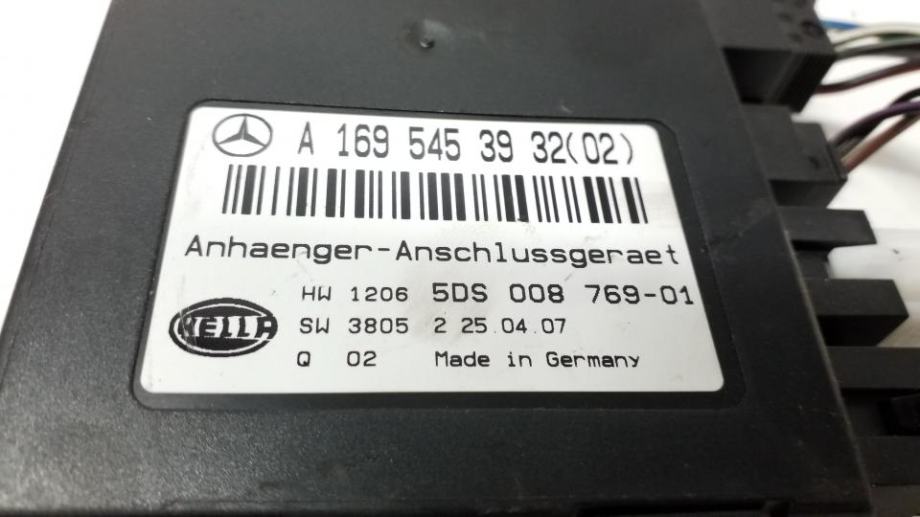 A 169 545 39 32(02)
Anhaenger-Anschlussgeraet
HW 1206 5DS 008 769-01
HELLA
SW 3805 2 25.04.07
Q 02 Made in Germany